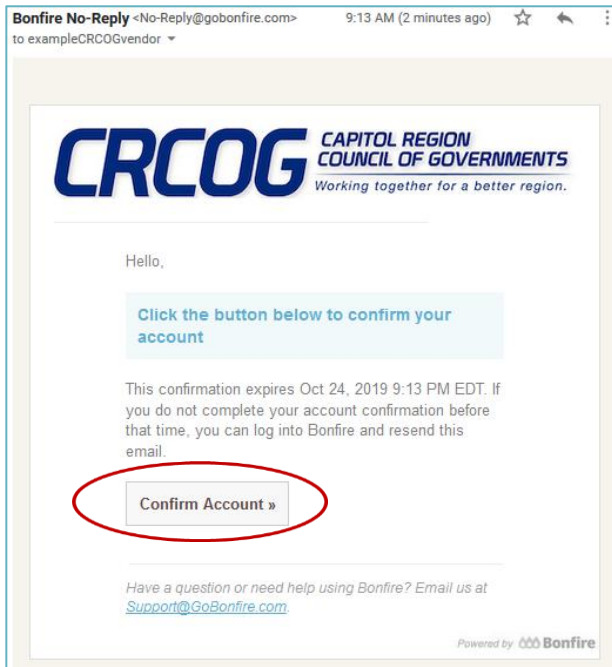 Bonfire No-Reply <No-Reply@gobonfire.com> 9:13 AM (2 minutes ago)
to exampleCRCOGvendor
CRCOG
CAPITOL REGION
COUNCIL OF GOVERNMENTS
Working together for a better region.
Hello,
Click the button below to confirm your
account
This confirmation expires Oct 24, 2019 9:13 PM EDT. If
you do not complete your account confirmation before
that time, you can log into Bonfire and resend this
email.
Confirm Account »
Have a question or need help using Bonfire? Email us at
Support@GoBonfire.com.
Powered by Bonfire